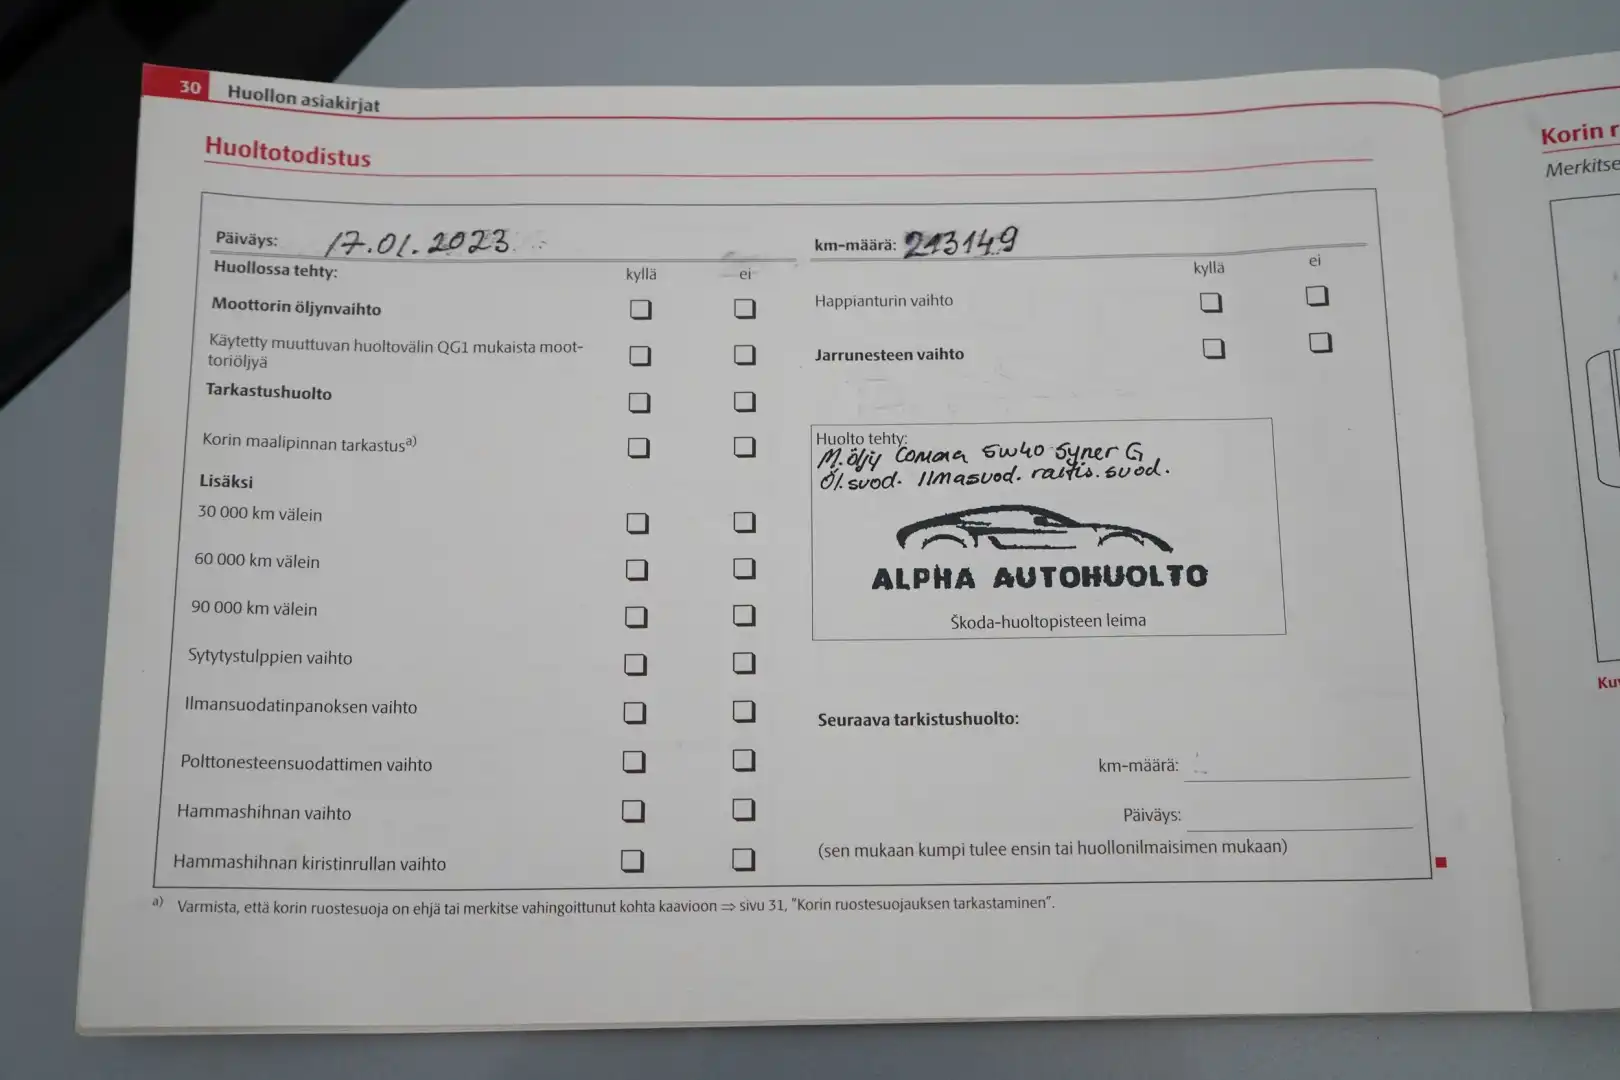 30 Huollon asiakirjat
Huoltotodistus
Päiväys: 17.01.2023
Huollossa tehty: kyllä ei
Moottorin öljynvaihto
Käytetty muuttuvan huoltovälin QG1 mukaista moot-
toriöljyä
Tarkastushuolto
Korin maalipinnan tarkastusa)
Lisäksi
30 000 km välein
60 000 km välein
90 000 km välein
Sytytystulppien vaihto
Ilmansuodatinpanoksen vaihto
Polttonesteensuodattimen vaihto
Hammashihnan vaihto
Hammashihnan kiristinrullan vaihto
km-määrä: 213149
kyllä ei
Happianturin vaihto
Jarrunesteen vaihto
Huolto tehty:
M.öljy Comma 5w40 Syner G
Öl.suod. Ilmasuod. raitis.suod.
ALPHA AUTOHUOLTO
Škoda-huoltopisteen leima
Seuraava tarkistushuolto:
km-määrä:
Päiväys:
(sen mukaan kumpi tulee ensin tai huollonilmaisimen mukaan)
a) Varmista, että korin ruostesuoja on ehjä tai merkitse vahingoittunut kohta kaavioon ⇒ sivu 31, "Korin ruostesuojauksen tarkastaminen".
Korin r
Merkitse